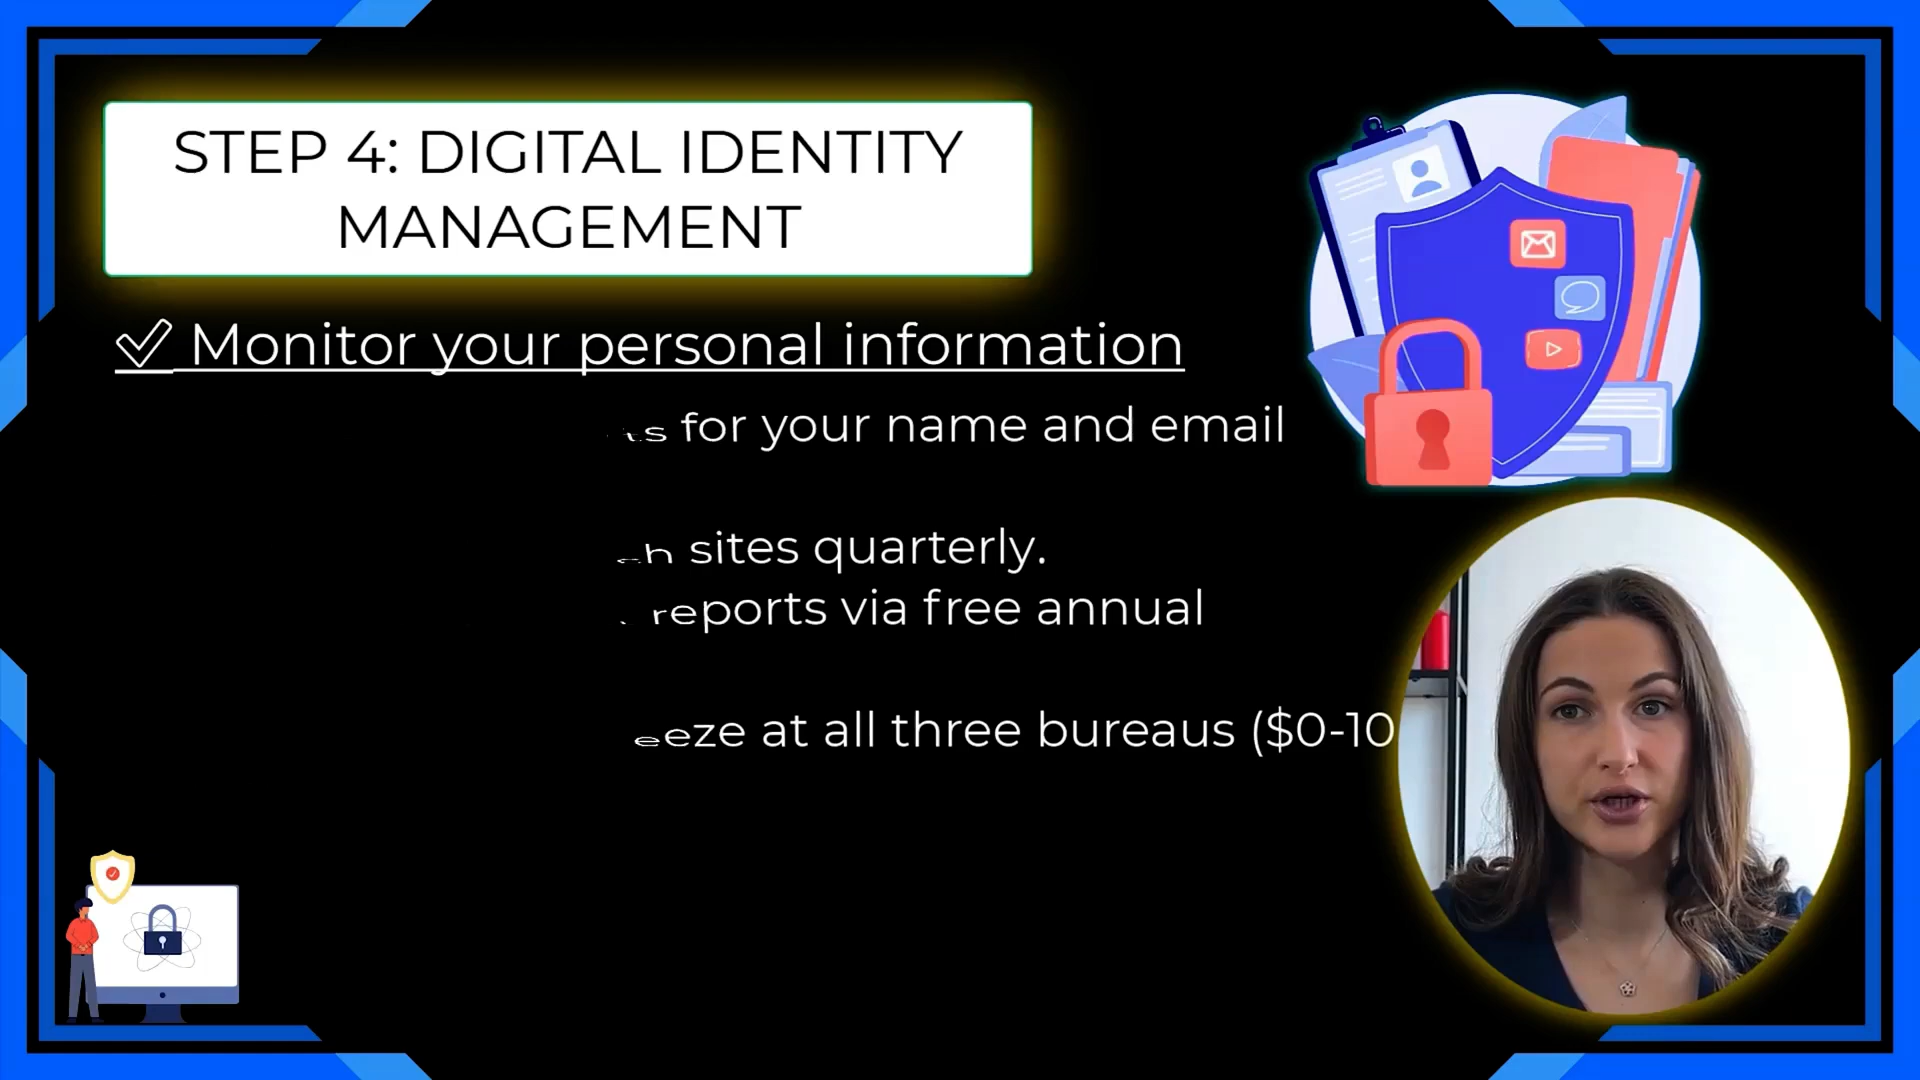 STEP 4: DIGITAL IDENTITY
MANAGEMENT
✓ Monitor your personal information
for your name and email
sites quarterly.
reports via free annual
at all three bureaus ($0-10